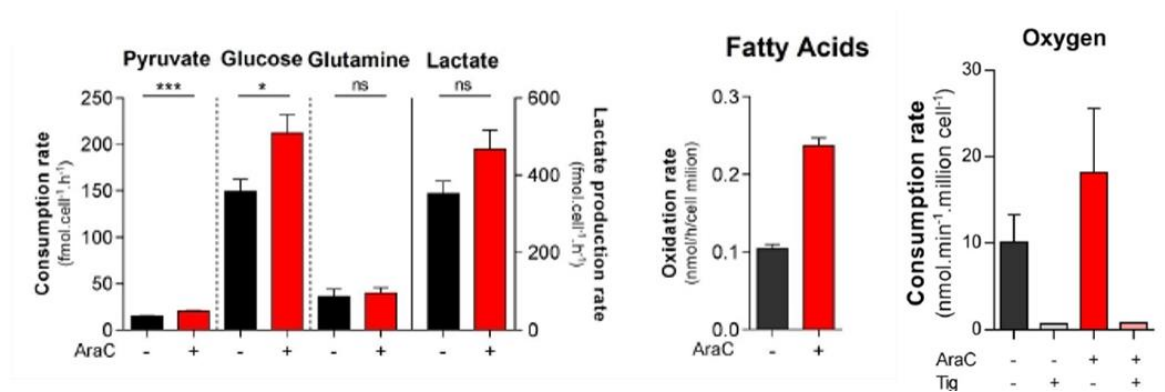 Pyruvate Glucose Glutamine Lactate
*** * ns ns
250
200
150
100
50
0
Consumption rate
(fmol.cell⁻¹.h⁻¹)
600
400
200
0
Lactate production rate
(fmol.cell⁻¹.h⁻¹)
AraC - + - + - + - +
Fatty Acids
0.3
0.2
0.1
0.0
Oxidation rate
(nmol/h/cell milion)
AraC - +
Oxygen
30
20
10
0
Consumption rate
(nmol.min⁻¹.million cell⁻¹)
AraC - - + +
Tig - + - +